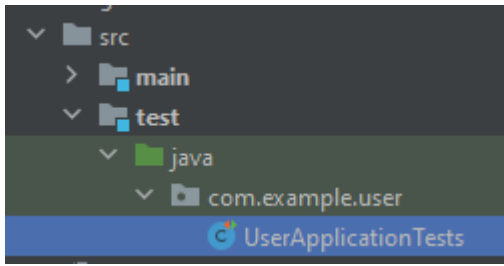 src
main
test
java
com.example.user
UserApplicationTests